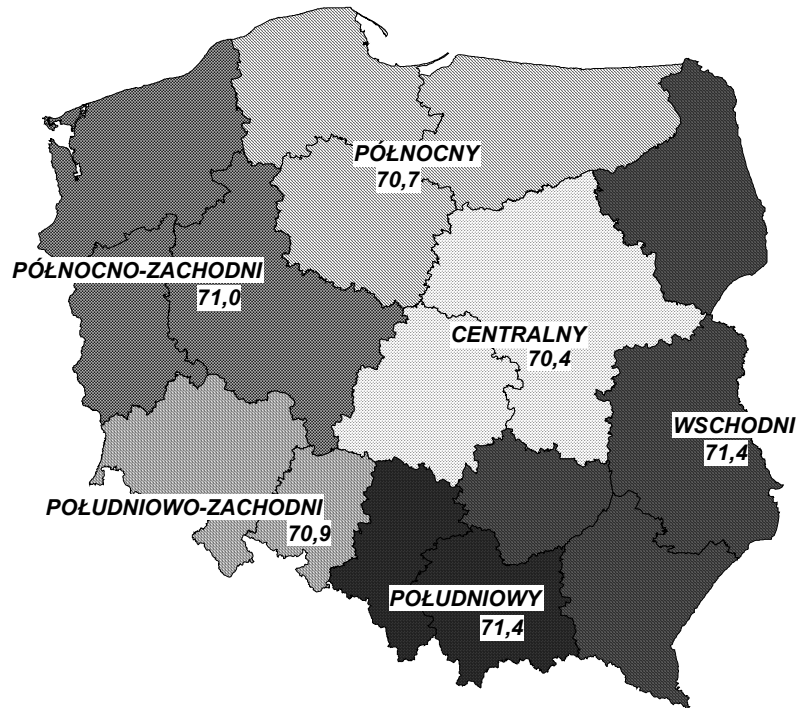 PÓŁNOCNY
70,7
PÓŁNOCNO-ZACHODNI
71,0
CENTRALNY
70,4
WSCHODNI
71,4
POŁUDNIOWO-ZACHODNI
70,9
POŁUDNIOWY
71,4